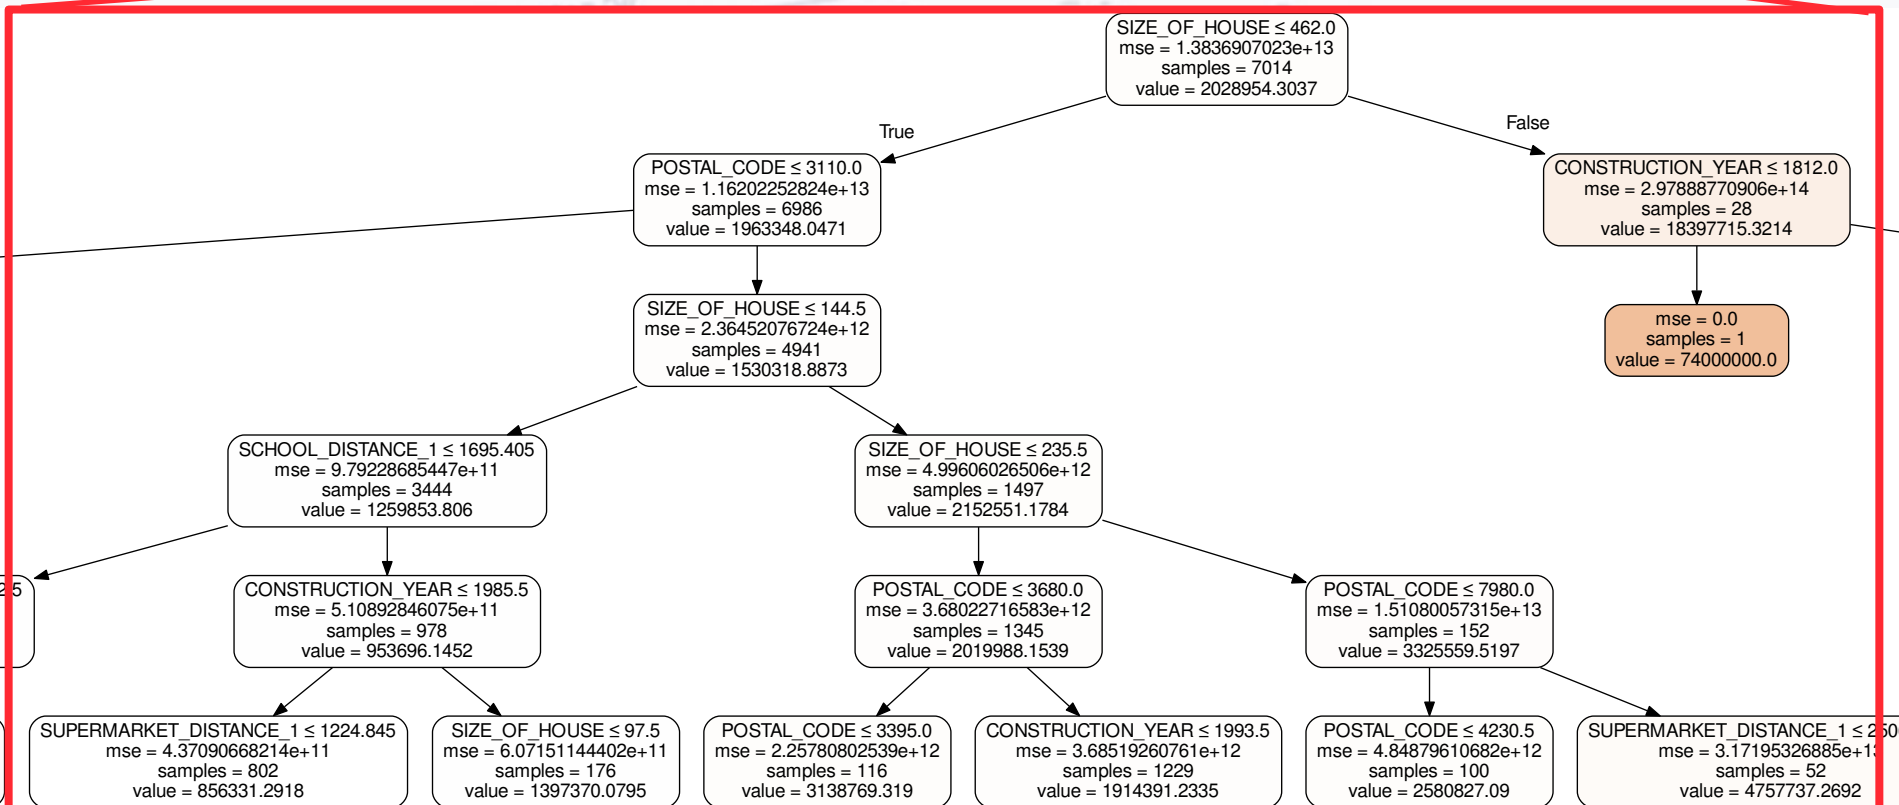 SIZE_OF_HOUSE ≤ 462.0
mse = 1.3836907023e+13
samples = 7014
value = 2028954.3037
True
False
POSTAL_CODE ≤ 3110.0
mse = 1.16202252824e+13
samples = 6986
value = 1963348.0471
CONSTRUCTION_YEAR ≤ 1812.0
mse = 2.97888770906e+14
samples = 28
value = 18397715.3214
SIZE_OF_HOUSE ≤ 144.5
mse = 2.36452076724e+12
samples = 4941
value = 1530318.8873
mse = 0.0
samples = 1
value = 74000000.0
SCHOOL_DISTANCE_1 ≤ 1695.405
mse = 9.79228685447e+11
samples = 3444
value = 1259853.806
SIZE_OF_HOUSE ≤ 235.5
mse = 4.99606026506e+12
samples = 1497
value = 2152551.1784
CONSTRUCTION_YEAR ≤ 1985.5
mse = 5.10892846075e+11
samples = 978
value = 953696.1452
POSTAL_CODE ≤ 3680.0
mse = 3.68022716583e+12
samples = 1345
value = 2019988.1539
POSTAL_CODE ≤ 7980.0
mse = 1.51080057315e+13
samples = 152
value = 3325559.5197
SUPERMARKET_DISTANCE_1 ≤ 1224.845
mse = 4.37090668214e+11
samples = 802
value = 856331.2918
SIZE_OF_HOUSE ≤ 97.5
mse = 6.07151144402e+11
samples = 176
value = 1397370.0795
POSTAL_CODE ≤ 3395.0
mse = 2.25780802539e+12
samples = 116
value = 3138769.319
CONSTRUCTION_YEAR ≤ 1993.5
mse = 3.68519260761e+12
samples = 1229
value = 1914391.2335
POSTAL_CODE ≤ 4230.5
mse = 4.84879610682e+12
samples = 100
value = 2580827.09
SUPERMARKET_DISTANCE_1 ≤
mse = 3.17195326885e+13
samples = 52
value = 4757737.2692